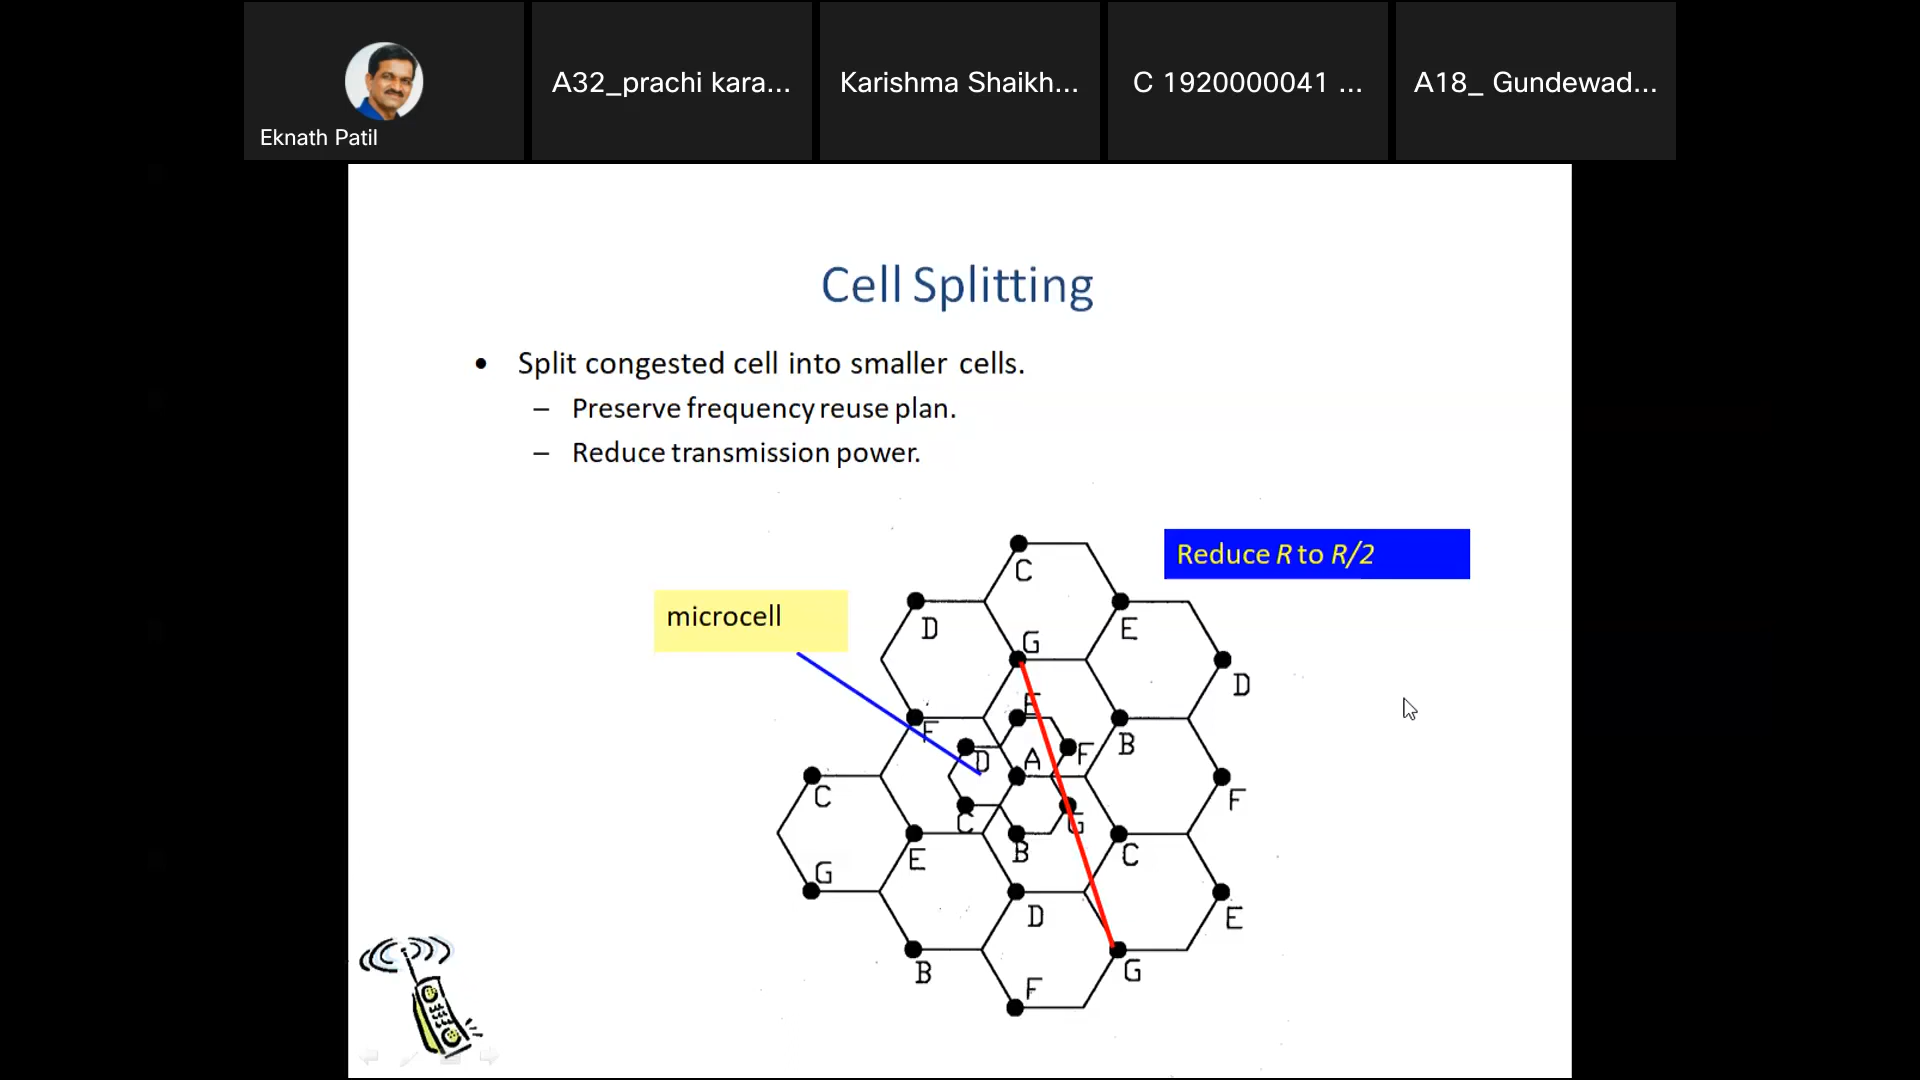 A32_prachi kara...
Karishma Shaikh...
C 1920000041 ...
A18_ Gundewad...
Eknath Patil
Cell Splitting
• Split congested cell into smaller cells.
– Preserve frequency reuse plan.
– Reduce transmission power.
Reduce R to R/2
microcell
C
D
E
G
D
E
F
B
D
A
F
C
F
C
G
E
B
C
G
D
E
B
G
F